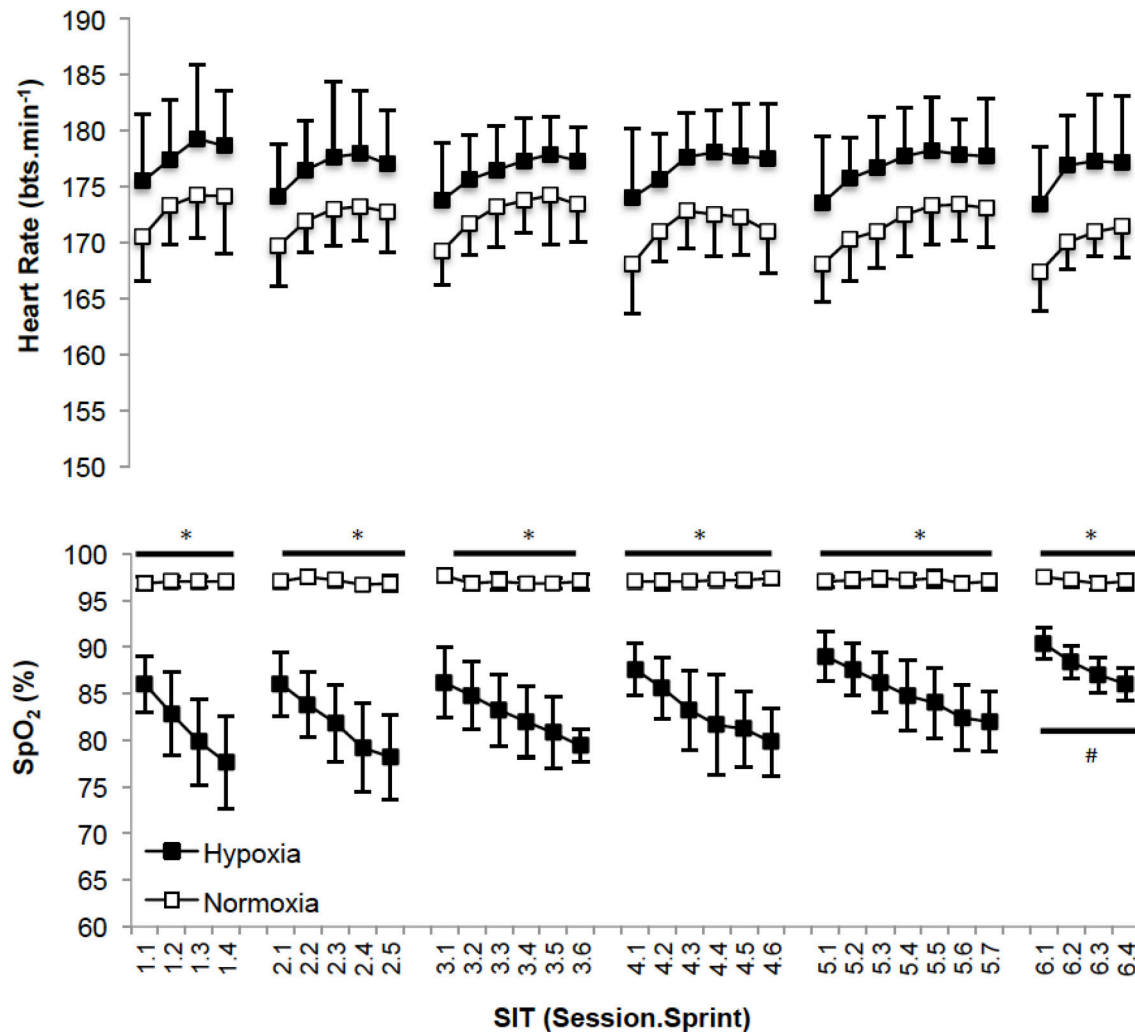 Heart Rate (bts.min⁻¹)
190
185
180
175
170
165
160
155
150
* * * * * *
SpO₂ (%)
100
95
90
85
80
75
70
65
60
#
Hypoxia
Normoxia
1.1 1.2 1.3 1.4 2.1 2.2 2.3 2.4 2.5 3.1 3.2 3.3 3.4 3.5 3.6 4.1 4.2 4.3 4.4 4.5 4.6 5.1 5.2 5.3 5.4 5.5 5.6 5.7 6.1 6.2 6.3 6.4
SIT (Session.Sprint)